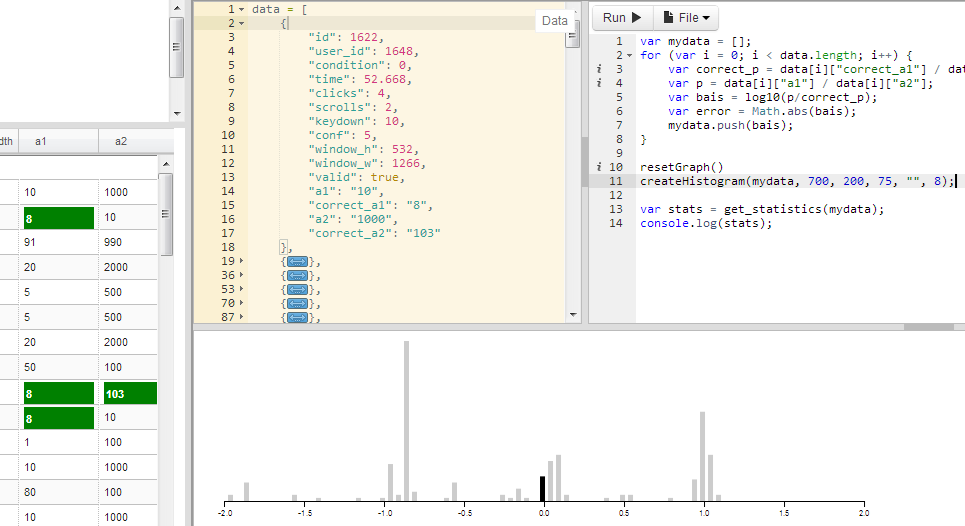 dth a1 a2
10 1000
8 10
91 990
20 2000
5 500
5 500
20 2000
50 100
8 103
8 10
1 100
10 1000
80 100
10 1000
Data
1 data = [
2 {
3 "id": 1622,
4 "user_id": 1648,
5 "condition": 0,
6 "time": 52.668,
7 "clicks": 4,
8 "scrolls": 2,
9 "keydown": 10,
10 "conf": 5,
11 "window_h": 532,
12 "window_w": 1266,
13 "valid": true,
14 "a1": "10",
15 "correct_a1": "8",
16 "a2": "1000",
17 "correct_a2": "103"
18 },
19 {},
36 {},
53 {},
70 {},
87 {},
Run File
1 var mydata = [];
2 for (var i = 0; i < data.length; i++) {
i 3 var correct_p = data[i]["correct_a1"] / dat
i 4 var p = data[i]["a1"] / data[i]["a2"];
5 var bais = log10(p/correct_p);
6 var error = Math.abs(bais);
7 mydata.push(bais);
8 }
9
i 10 resetGraph()
11 createHistogram(mydata, 700, 200, 75, "", 8);
12
13 var stats = get_statistics(mydata);
14 console.log(stats);
-2.0 -1.5 -1.0 -0.5 0.0 0.5 1.0 1.5 2.0